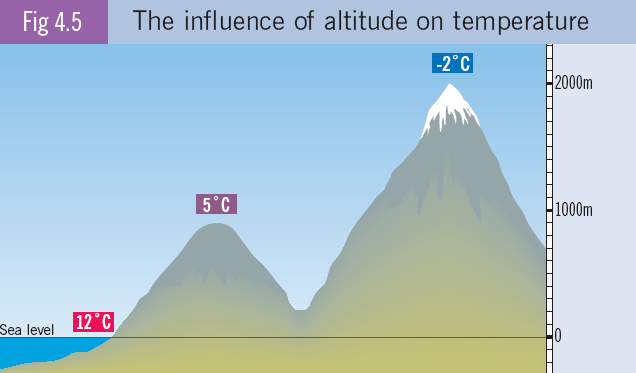 Fig 4.5
The influence of altitude on temperature
-2°C
2000m
5°C
1000m
12°C
Sea level
0